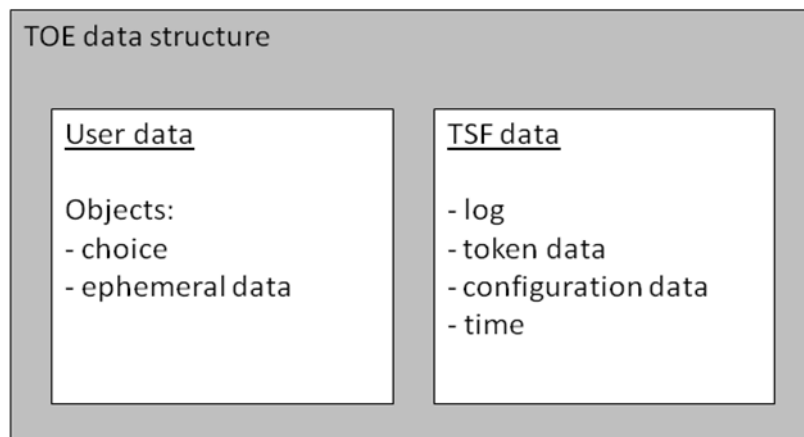 TOE data structure
User data
Objects:
- choice
- ephemeral data
TSF data
- log
- token data
- configuration data
- time